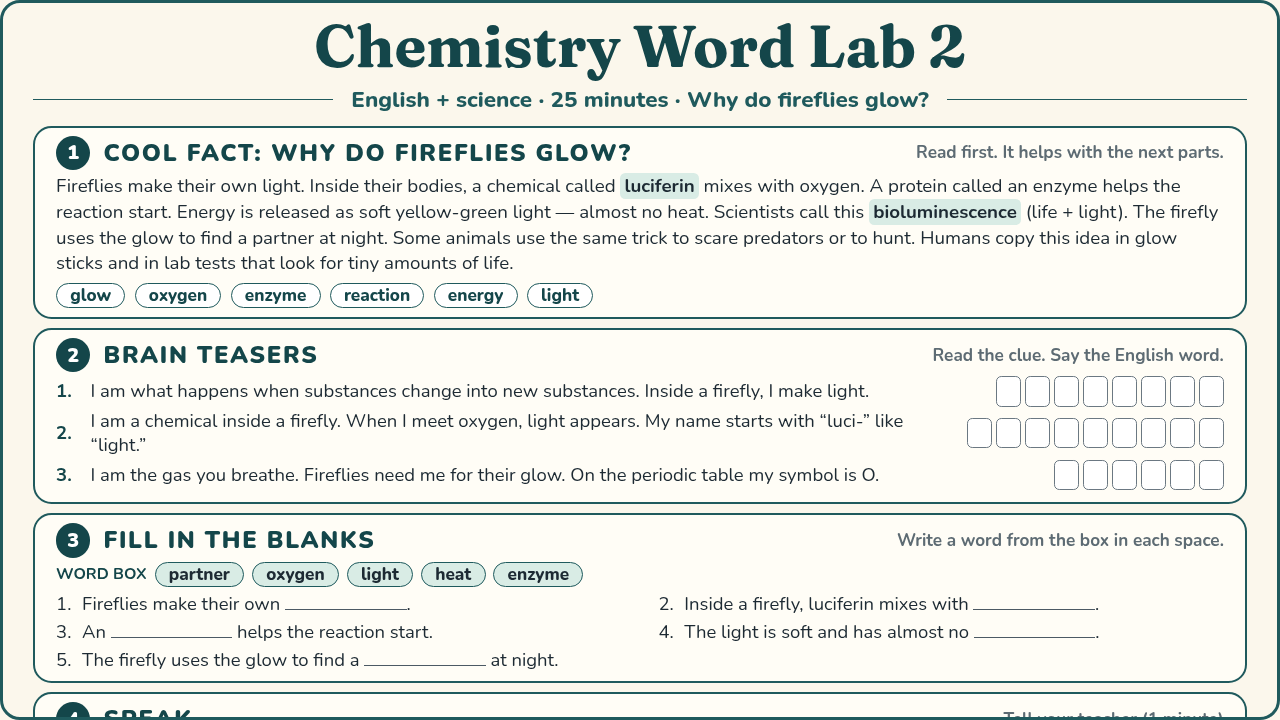 Chemistry Word Lab 2
English + science · 25 minutes · Why do fireflies glow?
1 COOL FACT: WHY DO FIREFLIES GLOW? Read first. It helps with the next parts.
Fireflies make their own light. Inside their bodies, a chemical called luciferin mixes with oxygen. A protein called an enzyme helps the
reaction start. Energy is released as soft yellow-green light — almost no heat. Scientists call this bioluminescence (life + light). The firefly
uses the glow to find a partner at night. Some animals use the same trick to scare predators or to hunt. Humans copy this idea in glow
sticks and in lab tests that look for tiny amounts of life.
glow oxygen enzyme reaction energy light
2 BRAIN TEASERS Read the clue. Say the English word.
1. I am what happens when substances change into new substances. Inside a firefly, I make light.
2. I am a chemical inside a firefly. When I meet oxygen, light appears. My name starts with “luci-” like
“light.”
3. I am the gas you breathe. Fireflies need me for their glow. On the periodic table my symbol is O.
3 FILL IN THE BLANKS Write a word from the box in each space.
WORD BOX partner oxygen light heat enzyme
1. Fireflies make their own ____________. 2. Inside a firefly, luciferin mixes with ____________.
3. An ____________ helps the reaction start. 4. The light is soft and has almost no ____________.
5. The firefly uses the glow to find a ____________ at night.
4 SPEAK Tell your teacher (1 minute)